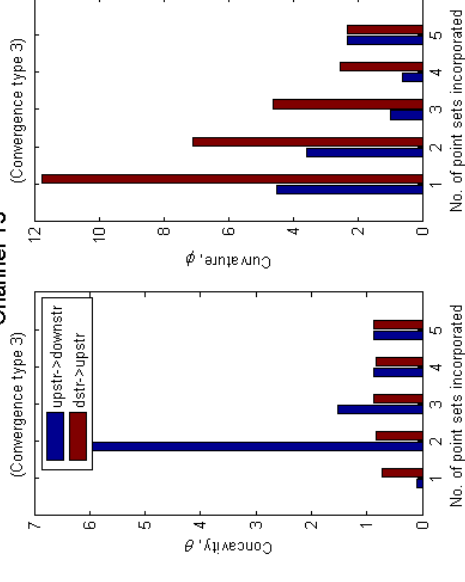 Channel
(Convergence type 3)
7
6
5
4
3
2
1
0
Concavity, θ
upstr->downstr
dstr->upstr
1 2 3 4 5
No. of point sets incorporated
(Convergence type 3)
12
10
8
6
4
2
0
Curvature, φ
1 2 3 4 5
No. of point sets incorporated